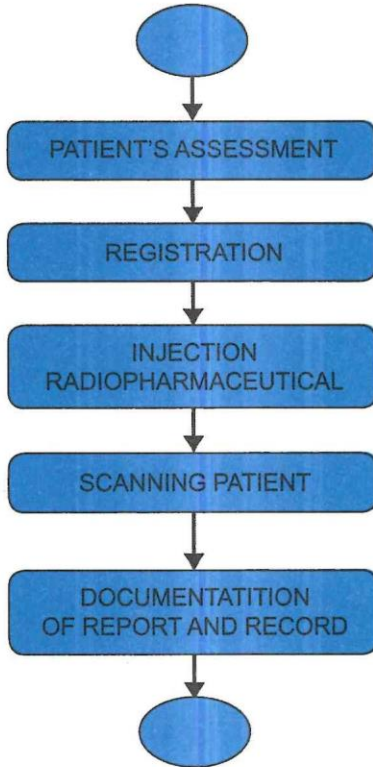 PATIENT'S ASSESSMENT
REGISTRATION
INJECTION
RADIOPHARMACEUTICAL
SCANNING PATIENT
DOCUMENTATITION
OF REPORT AND RECORD